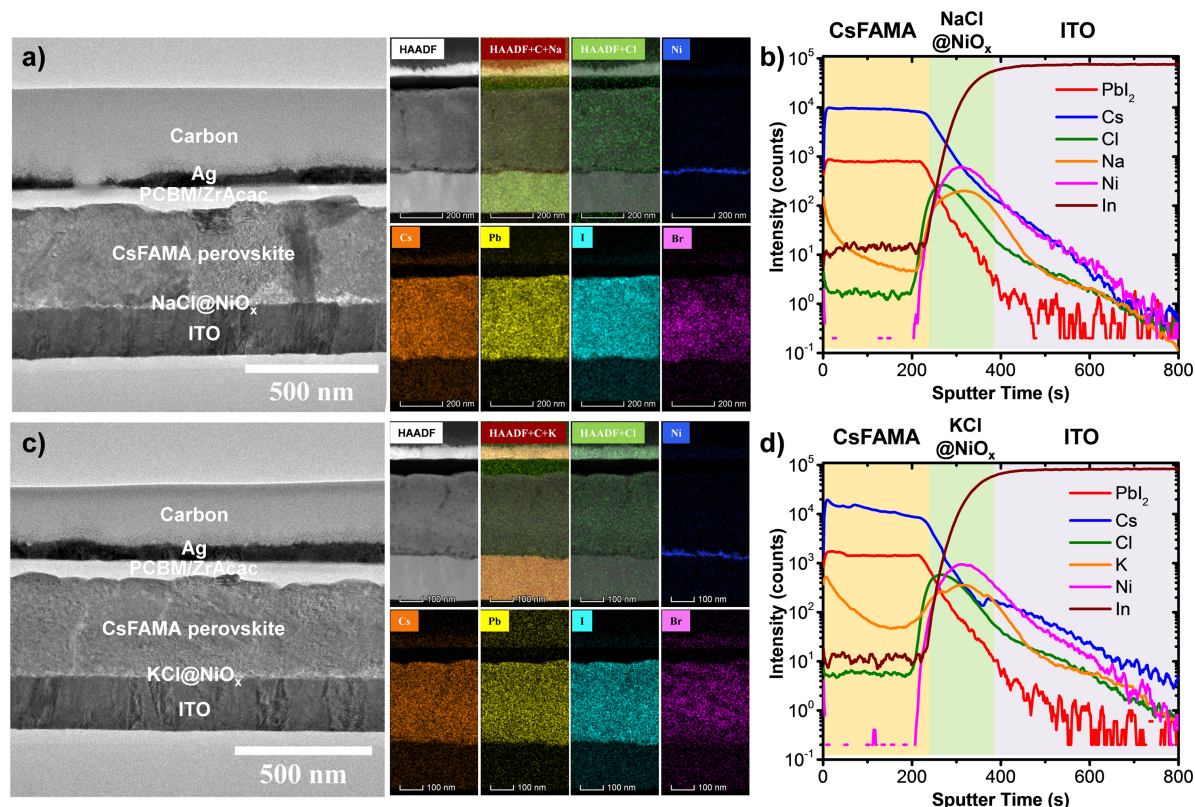 a)
Carbon
Ag
PCBM/ZrAcac
CsFAMA perovskite
NaCl@NiOx
ITO
500 nm
HAADF
HAADF+C+Na
HAADF+Cl
Ni
200 nm
200 nm
200 nm
200 nm
Cs
Pb
I
Br
200 nm
200 nm
200 nm
200 nm
b)
CsFAMA
NaCl
@NiOx
ITO
Intensity (counts)
10^5
10^4
10^3
10^2
10^1
10^0
10^-1
PbI2
Cs
Cl
Na
Ni
In
0
200
400
600
800
Sputter Time (s)
c)
Carbon
Ag
PCBM/ZrAcac
CsFAMA perovskite
KCl@NiOx
ITO
500 nm
HAADF
HAADF+C+K
HAADF+Cl
Ni
100 nm
100 nm
100 nm
100 nm
Cs
Pb
I
Br
100 nm
100 nm
100 nm
100 nm
d)
CsFAMA
KCl
@NiOx
ITO
Intensity (counts)
10^5
10^4
10^3
10^2
10^1
10^0
10^-1
PbI2
Cs
Cl
K
Ni
In
0
200
400
600
800
Sputter Time (s)